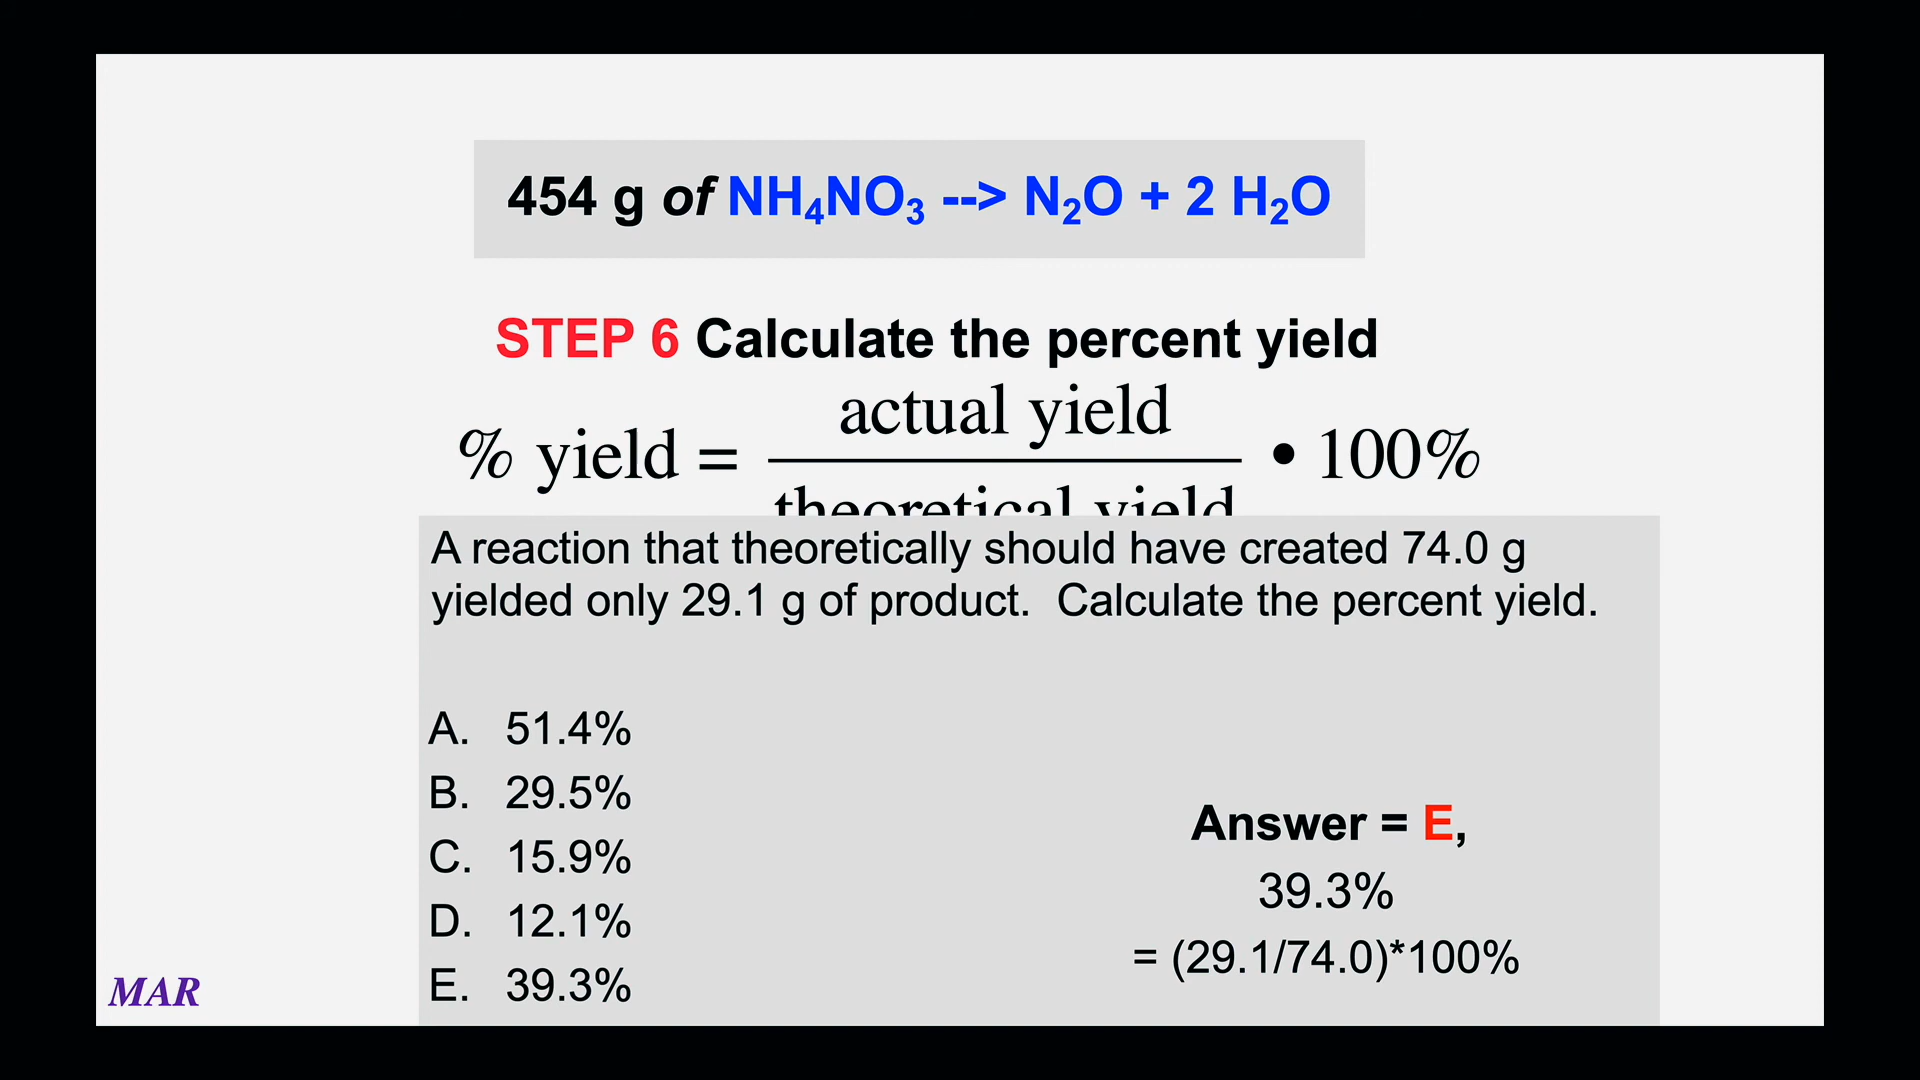 454 g of NH₄NO₃ --> N₂O + 2 H₂O
STEP 6 Calculate the percent yield
actual yield
% yield = • 100%
theoretical yield
A reaction that theoretically should have created 74.0 g
yielded only 29.1 g of product.  Calculate the percent yield.
A. 51.4%
B. 29.5%
C. 15.9%
D. 12.1%
E. 39.3%
Answer = E,
39.3%
= (29.1/74.0)*100%
MAR